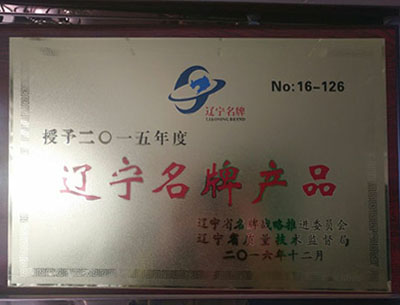 辽宁名牌
LIAONING BRAND
No:16-126
授予二〇一五年度
辽宁名牌产品
辽宁省名牌战略推进委员会
辽宁省质量技术监督局
二〇一六年十二月